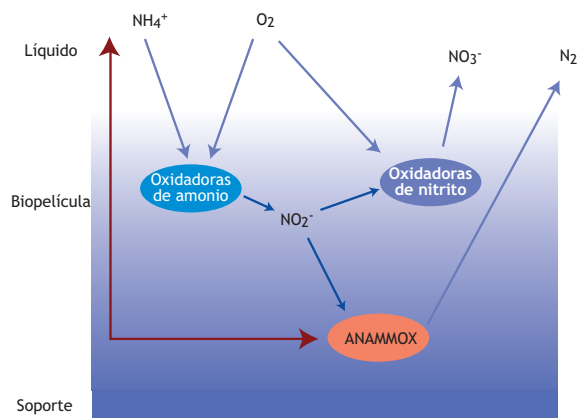 NH₄⁺
O₂
Líquido
NO₃⁻
N₂
Oxidadoras
de amonio
Oxidadoras
de nitrito
Biopelícula
NO₂⁻
ANAMMOX
Soporte